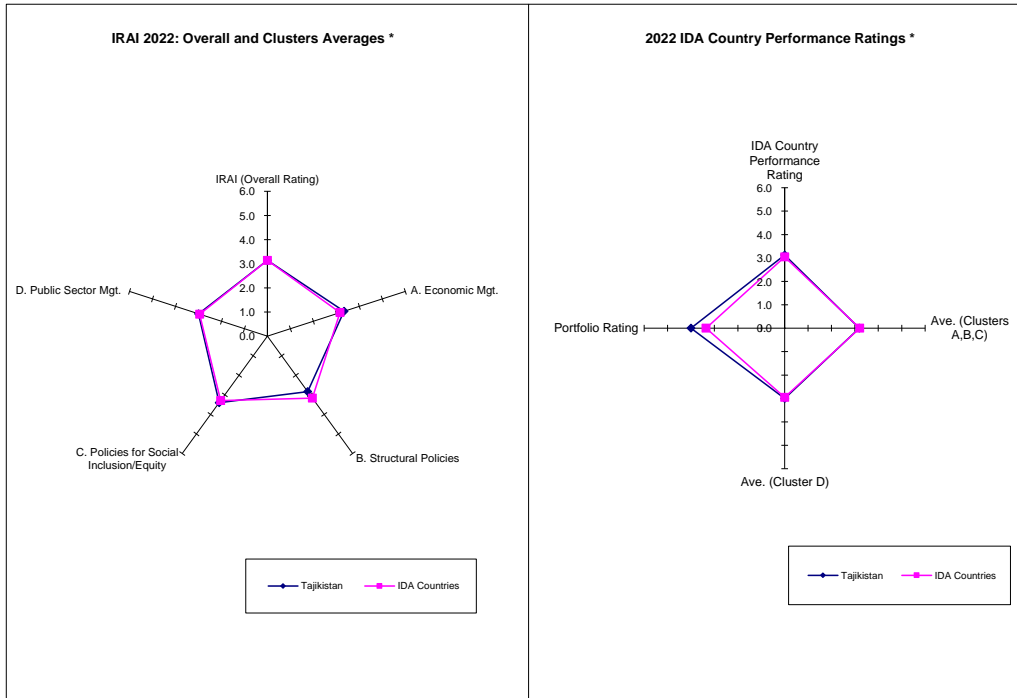 IRAI 2022: Overall and Clusters Averages *
IRAI (Overall Rating)
6.0
5.0
4.0
3.0
2.0
1.0
0.0
A. Economic Mgt.
B. Structural Policies
C. Policies for Social
Inclusion/Equity
D. Public Sector Mgt.
Tajikistan
IDA Countries
2022 IDA Country Performance Ratings *
IDA Country
Performance
Rating
6.0
5.0
4.0
3.0
2.0
1.0
0.0
Ave. (Clusters
A,B,C)
Ave. (Cluster D)
Portfolio Rating
Tajikistan
IDA Countries